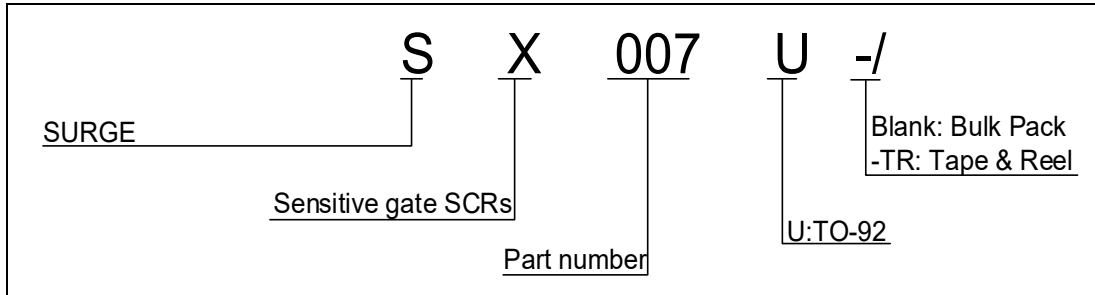 S X 007 U -/
SURGE
Blank: Bulk Pack
-TR: Tape & Reel
Sensitive gate SCRs
U:TO-92
Part number